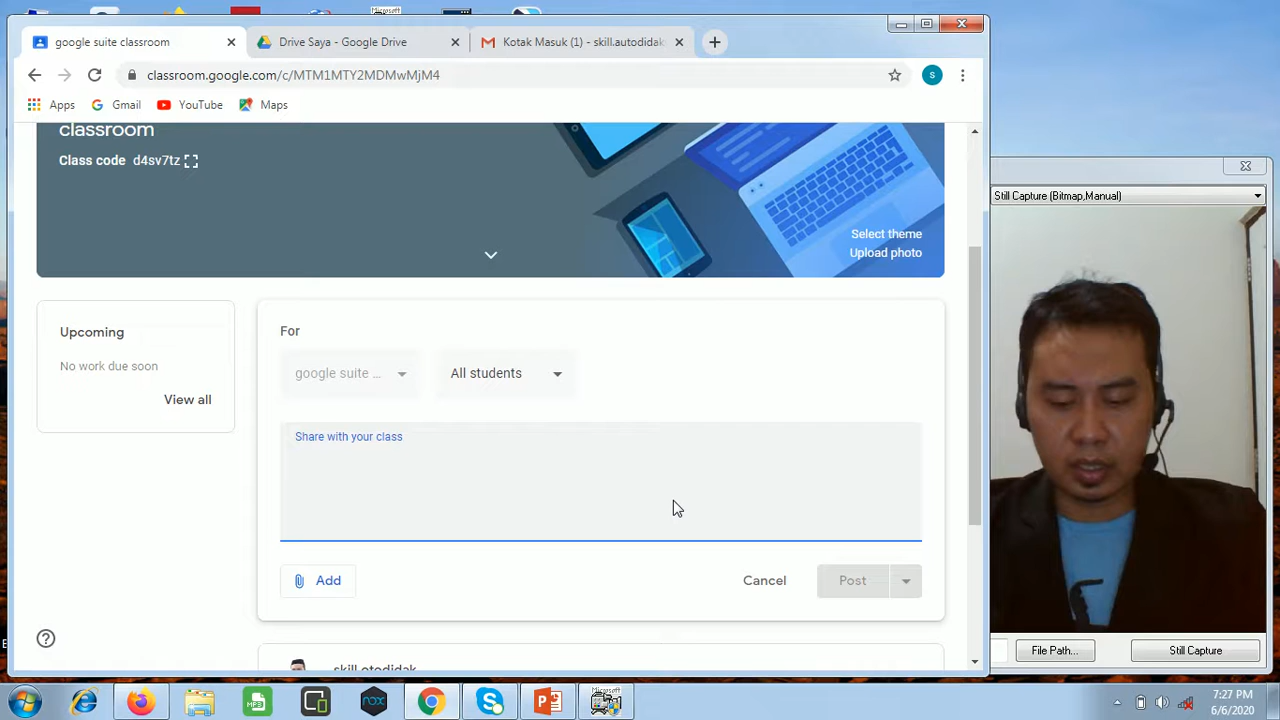 google suite classroom
Drive Saya - Google Drive
Kotak Masuk (1) - skill.autodidak
classroom.google.com/c/MTM1MTY2MDMwMjM4
s
Apps
Gmail
YouTube
Maps
classroom
Class code d4sv7tz
Select theme
Upload photo
Still Capture (Bitmap,Manual)
Upcoming
No work due soon
View all
For
google suite ...
All students
Share with your class
Add
Cancel
Post
skill otodidak
File Path...
Still Capture
MP3
nox
Microsoft
7:27 PM
6/6/2020